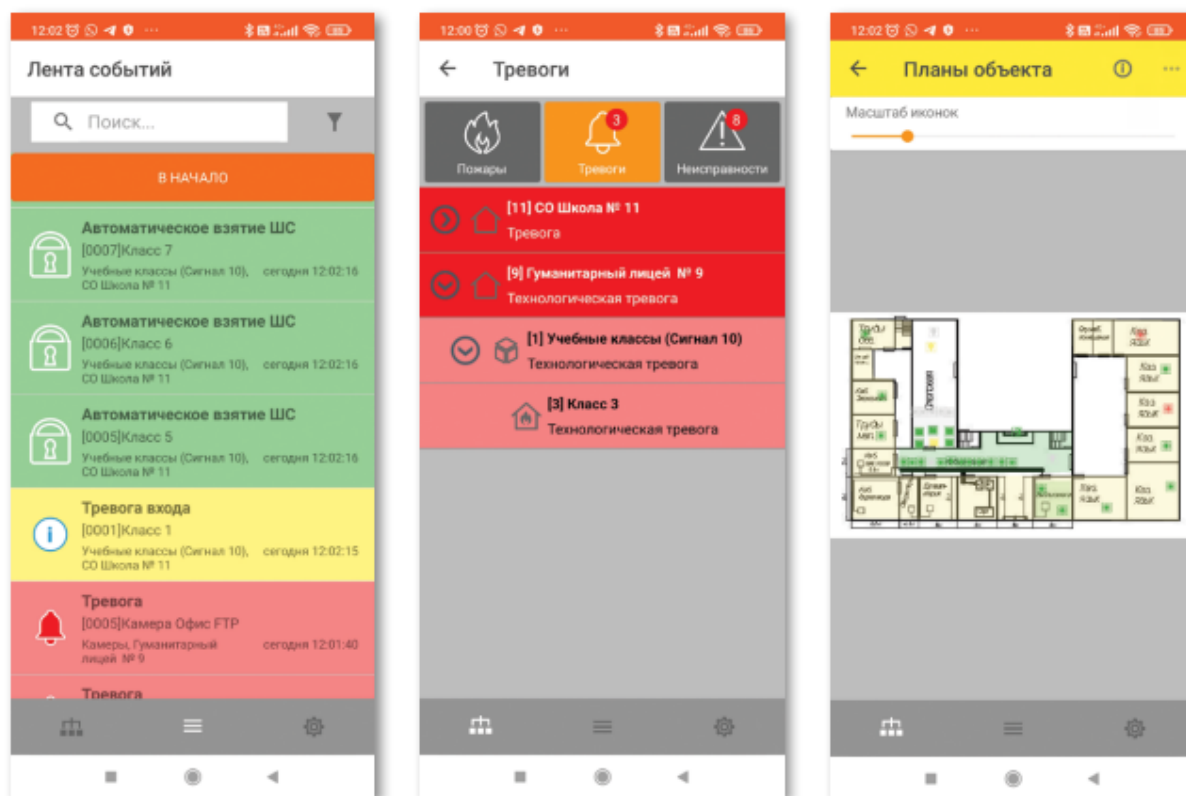 12:02
Лента событий
Поиск...
В НАЧАЛО
Автоматическое взятие ШС
[0007]Класс 7
Учебные классы (Сигнал 10), сегодня 12:02:16
СО Школа № 11
Автоматическое взятие ШС
[0006]Класс 6
Учебные классы (Сигнал 10), сегодня 12:02:16
СО Школа № 11
Автоматическое взятие ШС
[0005]Класс 5
Учебные классы (Сигнал 10), сегодня 12:02:16
СО Школа № 11
Тревога входа
[0001]Класс 1
Учебные классы (Сигнал 10), сегодня 12:02:15
СО Школа № 11
Тревога
[0005]Камера Офис FTP
Камеры, Гуманитарный сегодня 12:01:40
лицей № 9
Тревога
12:00
Тревоги
3
8
Пожары Тревоги Неисправности
[11] СО Школа № 11
Тревога
[9] Гуманитарный лицей № 9
Технологическая тревога
[1] Учебные классы (Сигнал 10)
Технологическая тревога
[3] Класс 3
Технологическая тревога
12:02
Планы объекта
Масштаб иконок